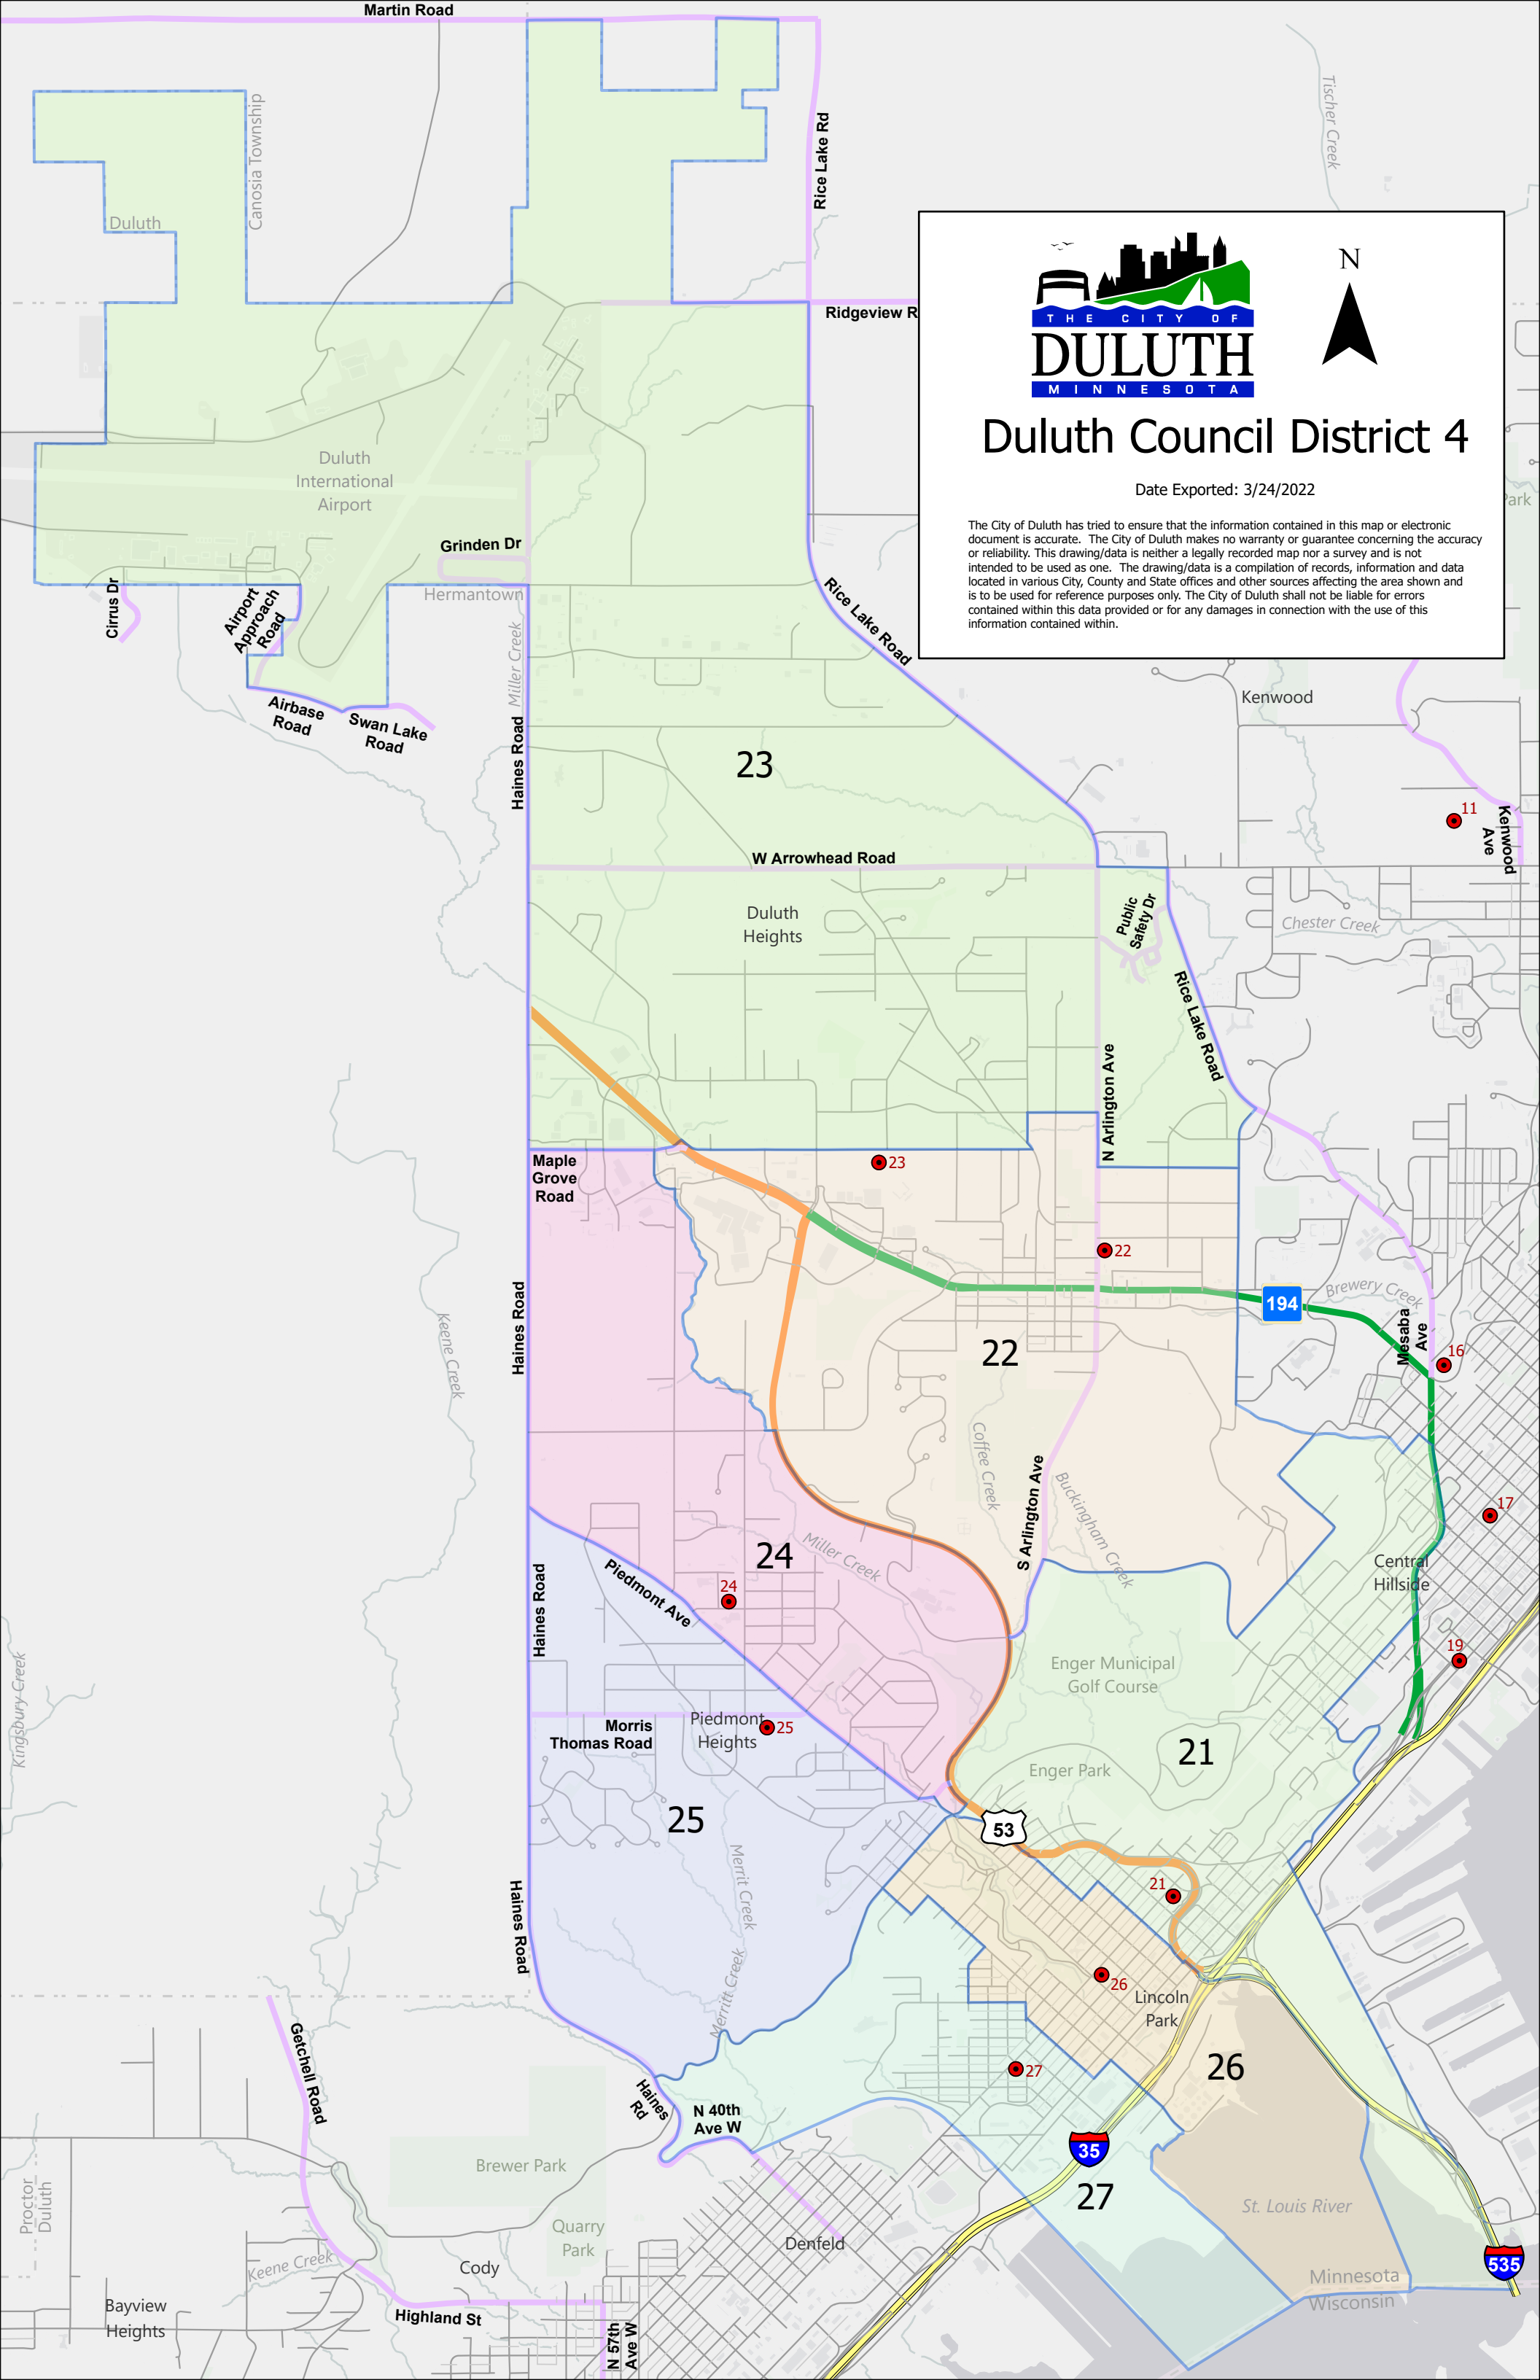 Martin Road
Canosia Township
Duluth
Rice Lake Rd
Tischer Creek
Ridgeview R
THE CITY OF
DULUTH
MINNESOTA
N
Duluth Council District 4
Date Exported: 3/24/2022
The City of Duluth has tried to ensure that the information contained in this map or electronic
document is accurate. The City of Duluth makes no warranty or guarantee concerning the accuracy
or reliability. This drawing/data is neither a legally recorded map nor a survey and is not
intended to be used as one. The drawing/data is a compilation of records, information and data
located in various City, County and State offices and other sources affecting the area shown and
is to be used for reference purposes only. The City of Duluth shall not be liable for errors
contained within this data provided or for any damages in connection with the use of this
information contained within.
Park
Duluth
International
Airport
Grinden Dr
Hermantown
Cirrus Dr
Airport
Approach
Road
Airbase
Road
Swan Lake
Road
Miller Creek
Haines Road
Rice Lake Road
Kenwood
23
11
Kenwood
Ave
W Arrowhead Road
Duluth
Heights
Public
Safety Dr
Chester Creek
Rice Lake Road
N Arlington Ave
Maple
Grove
Road
23
22
194
Brewery Creek
Mesaba
Ave
16
Haines Road
Keene Creek
22
Coffee Creek
Buckingham Creek
S Arlington Ave
17
24
Miller Creek
Central
Hillside
Haines Road
Piedmont Ave
24
19
Kingsbury Creek
Enger Municipal
Golf Course
Morris
Thomas Road
Piedmont
Heights
25
21
Enger Park
25
53
Merrit Creek
Haines Road
21
26
Merritt Creek
Lincoln
Park
Getchell Road
26
27
Haines
Rd
N 40th
Ave W
35
Brewer Park
27
Proctor
Duluth
St. Louis River
Quarry
Park
Denfeld
Keene Creek
Cody
535
Minnesota
Wisconsin
Bayview
Heights
Highland St
N 57th
Ave W